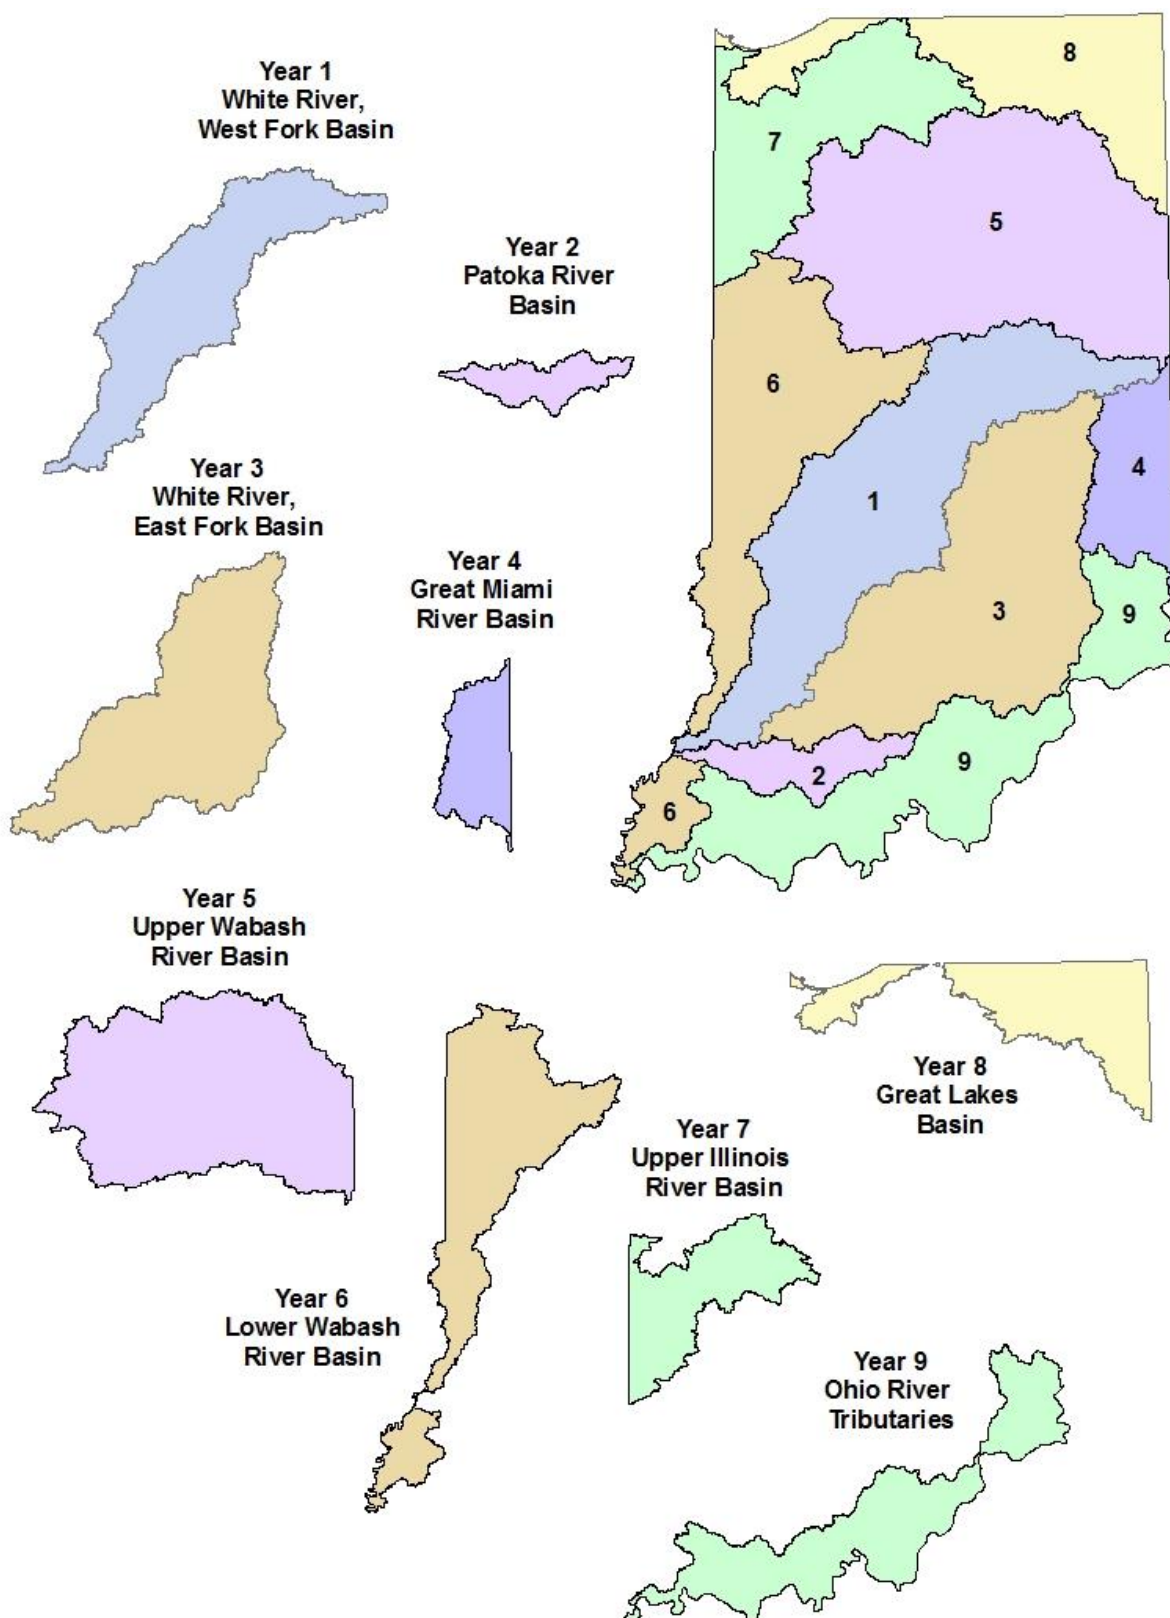 Year 1
White River,
West Fork Basin
Year 2
Patoka River
Basin
Year 3
White River,
East Fork Basin
Year 4
Great Miami
River Basin
8
7
5
6
1
4
3
9
2
9
6
Year 5
Upper Wabash
River Basin
Year 8
Great Lakes
Basin
Year 7
Upper Illinois
River Basin
Year 6
Lower Wabash
River Basin
Year 9
Ohio River
Tributaries